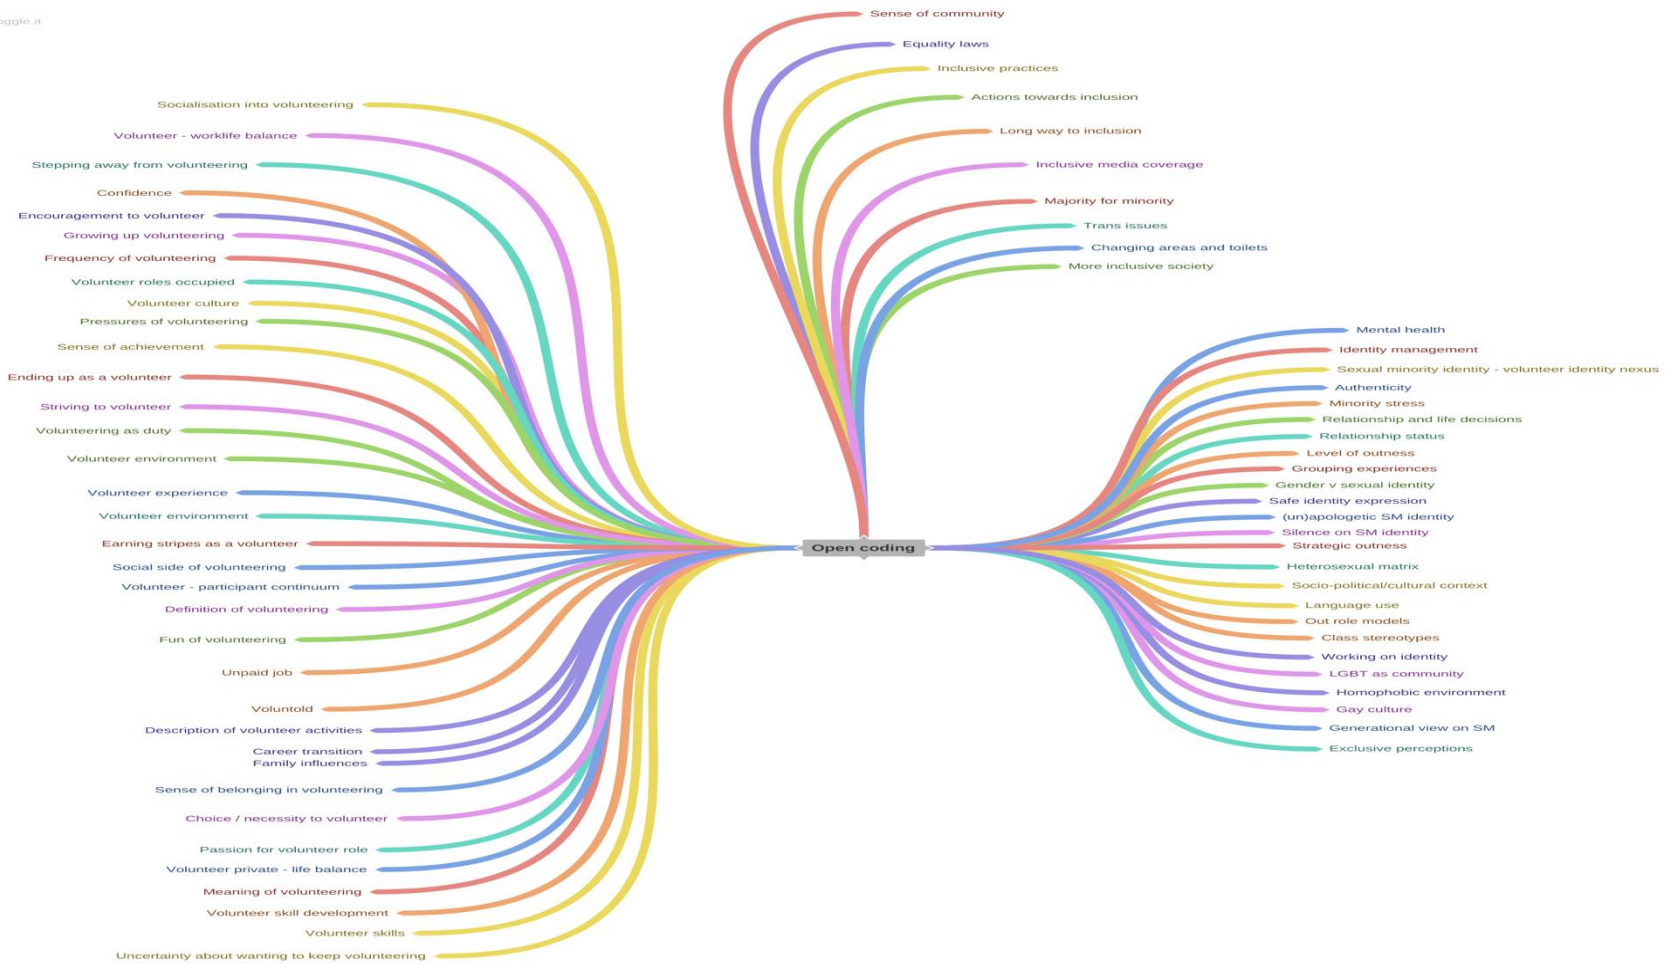 oggle.it
Sense of community
Equality laws
Inclusive practices
Actions towards inclusion
Long way to inclusion
Inclusive media coverage
Majority for minority
Trans issues
Changing areas and toilets
More inclusive society
Socialisation into volunteering
Volunteer - worklife balance
Stepping away from volunteering
Confidence
Encouragement to volunteer
Growing up volunteering
Frequency of volunteering
Volunteer roles occupied
Volunteer culture
Pressures of volunteering
Sense of achievement
Ending up as a volunteer
Striving to volunteer
Volunteering as duty
Volunteer environment
Volunteer experience
Volunteer environment
Earning stripes as a volunteer
Social side of volunteering
Volunteer - participant continuum
Definition of volunteering
Fun of volunteering
Unpaid job
Voluntold
Description of volunteer activities
Career transition
Family influences
Sense of belonging in volunteering
Choice / necessity to volunteer
Passion for volunteer role
Volunteer private - life balance
Meaning of volunteering
Volunteer skill development
Volunteer skills
Uncertainty about wanting to keep volunteering
Open coding
Mental health
Identity management
Sexual minority identity - volunteer identity nexus
Authenticity
Minority stress
Relationship and life decisions
Relationship status
Level of outness
Grouping experiences
Gender v sexual identity
Safe identity expression
(un)apologetic SM identity
Silence on SM identity
Strategic outness
Heterosexual matrix
Socio-political/cultural context
Language use
Out role models
Class stereotypes
Working on identity
LGBT as community
Homophobic environment
Gay culture
Generational view on SM
Exclusive perceptions